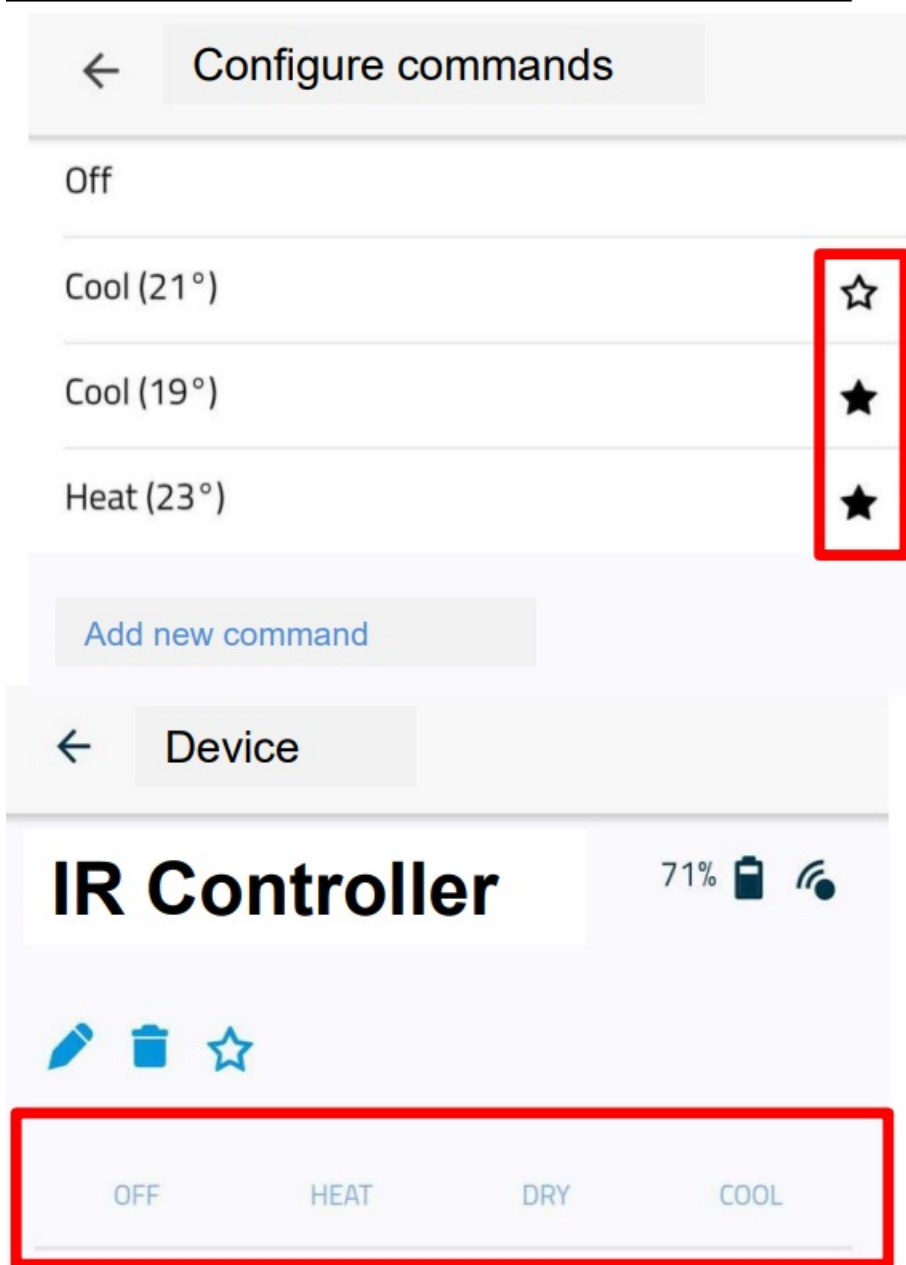 Configure commands
Off
Cool (21°)
Cool (19°)
Heat (23°)
Add new command
Device
IR Controller 71%
OFF HEAT DRY COOL